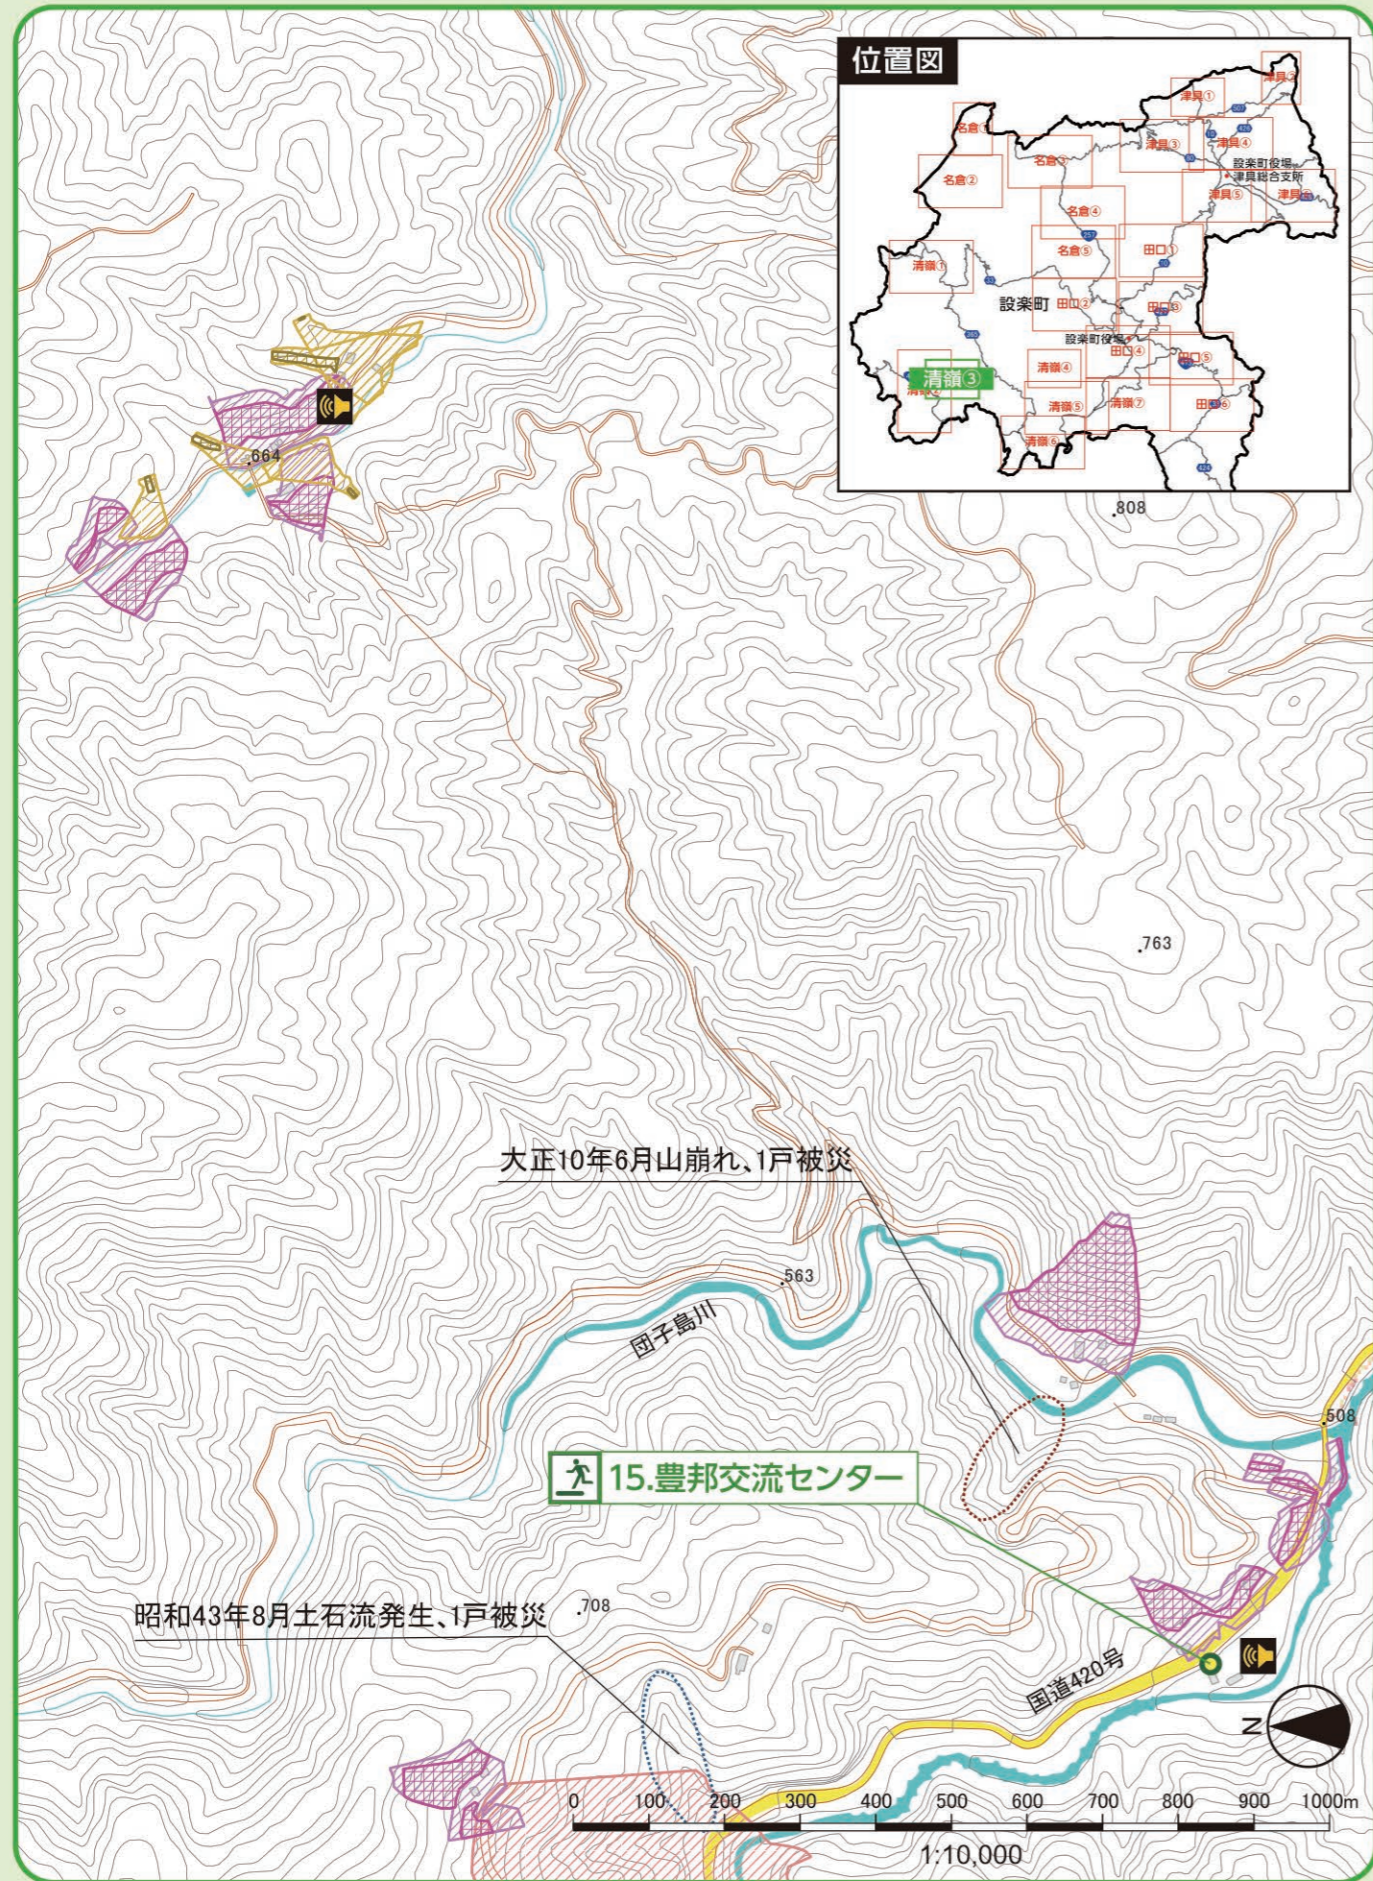 位置図
津具②
津具①
名倉①
名倉③
津具③
津具④
設楽町役場
津具総合支所
名倉②
津具⑤
名倉④
257
名倉⑤
田口①
清嶺①
33
設楽町
田口②
田口③
設楽町役場
田口④
田口⑤
清嶺④
清嶺③
清嶺⑤
清嶺⑦
清嶺⑥
.664
.808
.763
大正10年6月山崩れ、1戸被災
.563
団子島川
.508
15.豊邦交流センター
昭和43年8月土石流発生、1戸被災
.708
国道420号
N
0 100 200 300 400 500 600 700 800 900 1000m
1:10,000